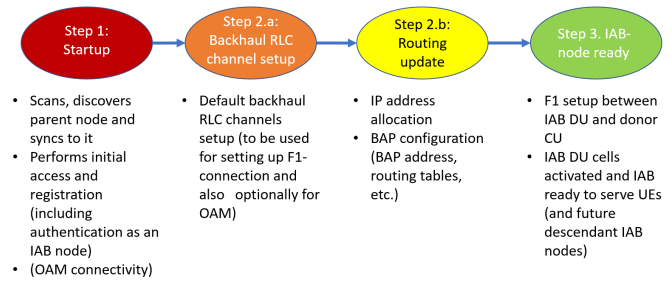 Step 1:
Startup
Step 2.a:
Backhaul RLC
channel setup
Step 2.b:
Routing
update
Step 3. IAB-
node ready
• Scans, discovers
parent node and
syncs to it
• Performs initial
access and
registration
(including
authentication as an
IAB node)
• (OAM connectivity)
• Default backhaul
RLC channels
setup (to be used
for setting up F1-
connection and
also optionally for
OAM)
• IP address
allocation
• BAP configuration
(BAP address,
routing tables,
etc.)
• F1 setup between
IAB DU and donor
CU
• IAB DU cells
activated and IAB
ready to serve UEs
(and future
descendant IAB
nodes)